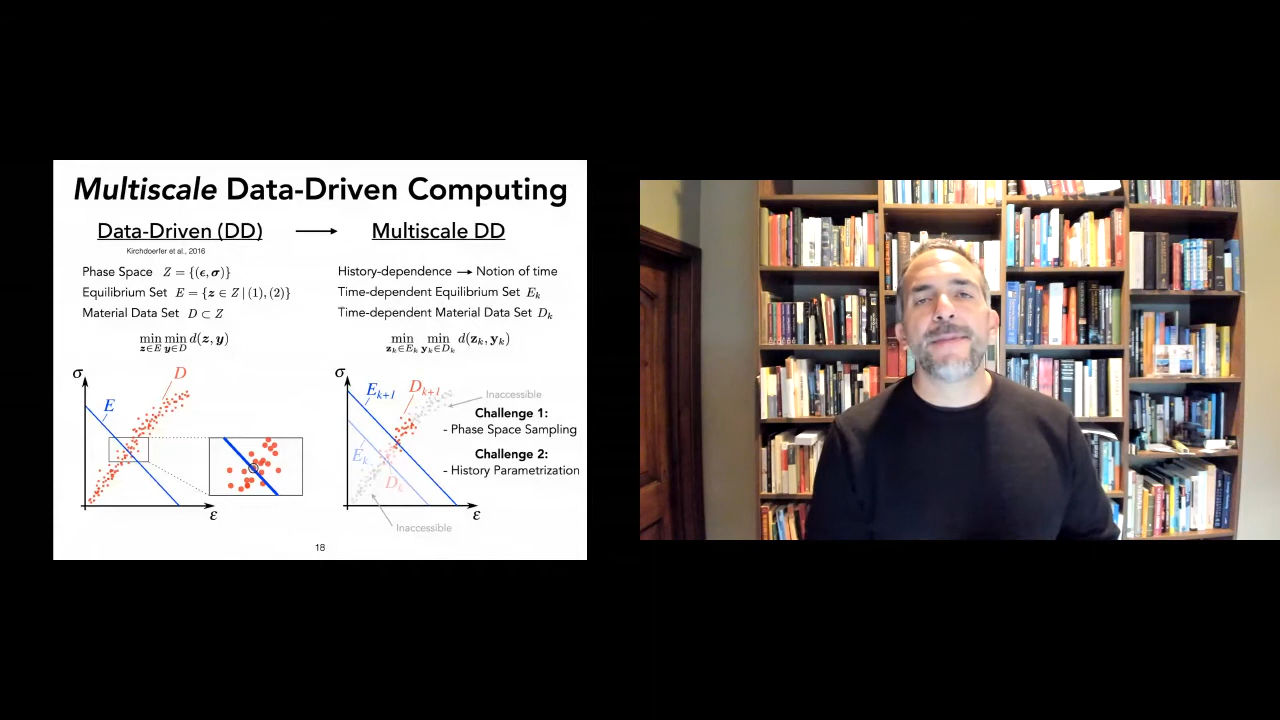 Multiscale Data-Driven Computing
Data-Driven (DD)
Kirchdoerfer et al., 2016
Phase Space Z = {(ϵ, σ)}
Equilibrium Set E = {z ∈ Z | (1), (2)}
Material Data Set D ⊂ Z
min min d(z, y)
z∈E y∈D
σ
D
E
ε
Multiscale DD
History-dependence → Notion of time
Time-dependent Equilibrium Set E_k
Time-dependent Material Data Set D_k
min min d(z_k, y_k)
z_k∈E_k y_k∈D_k
σ
E_{k+1}
D_{k+1}
Inaccessible
E_k
D_k
Inaccessible
ε
Challenge 1:
- Phase Space Sampling
Challenge 2:
- History Parametrization
18